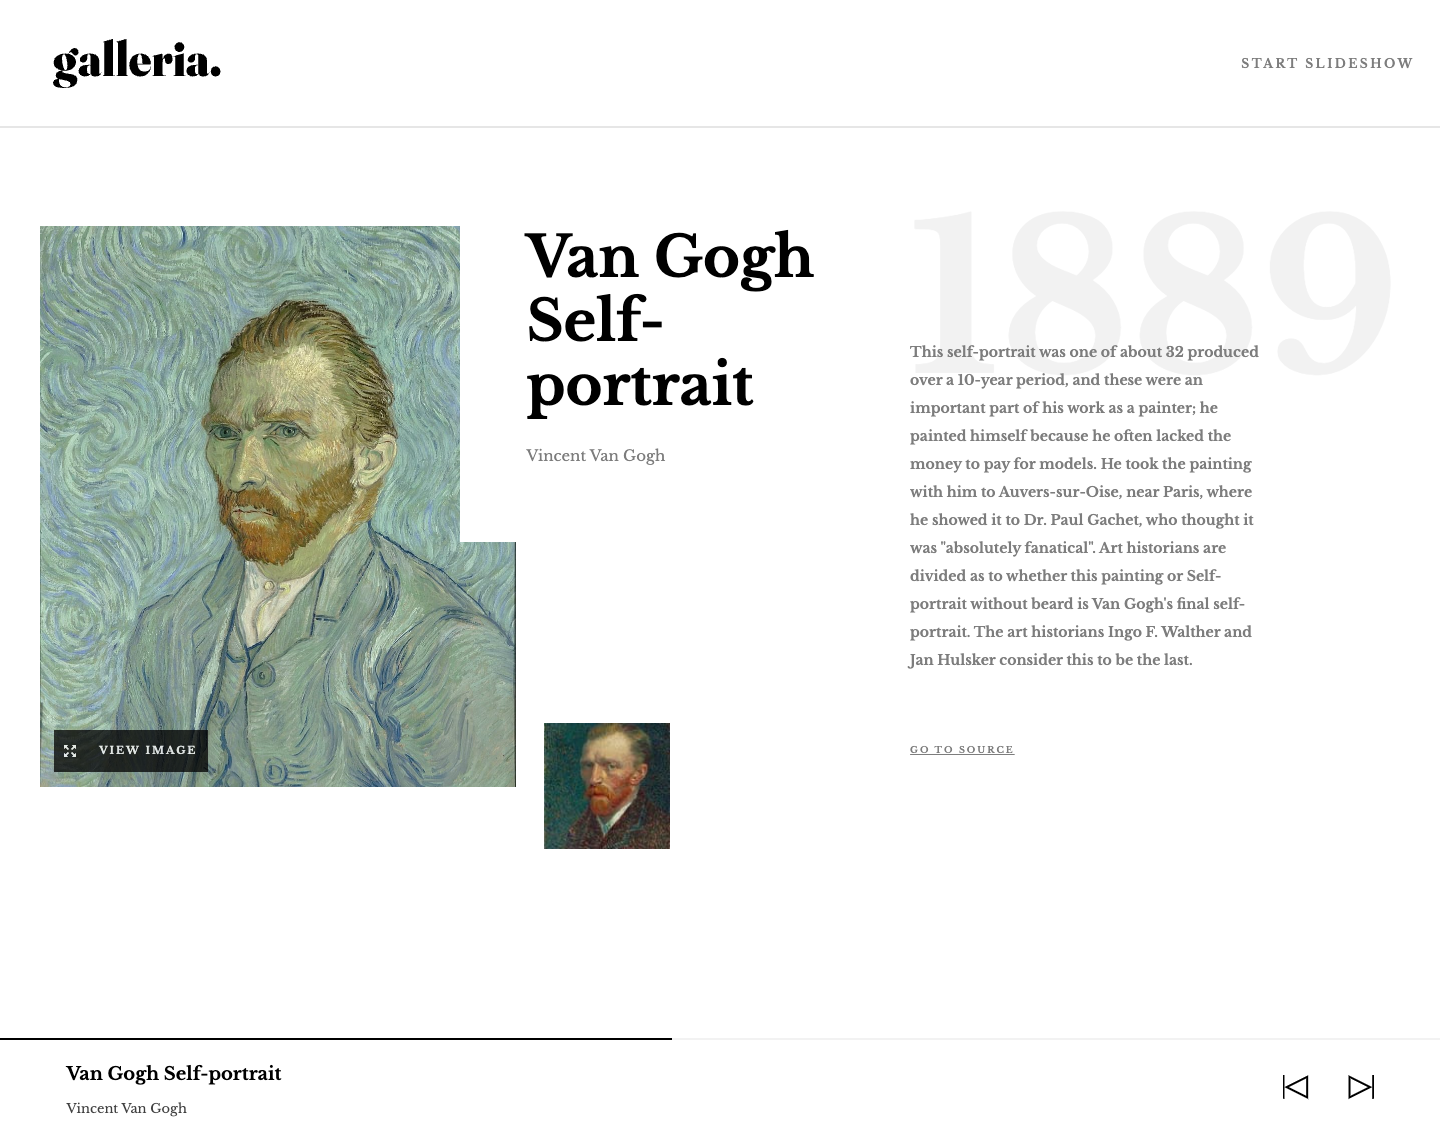 galleria.
START SLIDESHOW
Van Gogh
Self-
portrait
Vincent Van Gogh
1889
This self-portrait was one of about 32 produced
over a 10-year period, and these were an
important part of his work as a painter; he
painted himself because he often lacked the
money to pay for models. He took the painting
with him to Auvers-sur-Oise, near Paris, where
he showed it to Dr. Paul Gachet, who thought it
was "absolutely fanatical". Art historians are
divided as to whether this painting or Self-
portrait without beard is Van Gogh's final self-
portrait. The art historians Ingo F. Walther and
Jan Hulsker consider this to be the last.
VIEW IMAGE
GO TO SOURCE
Van Gogh Self-portrait
Vincent Van Gogh